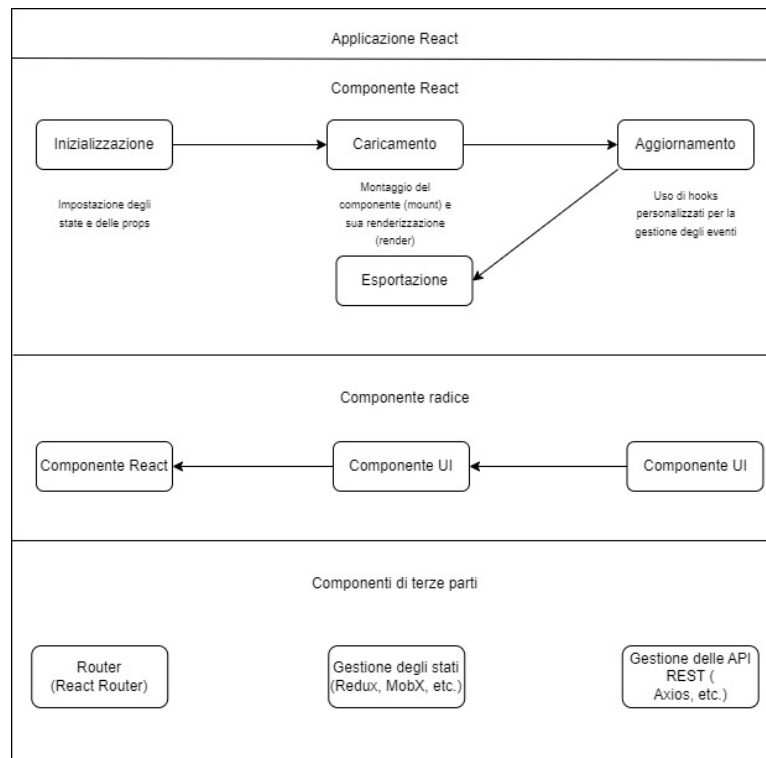 Applicazione React
Componente React
Inizializzazione
Caricamento
Aggiornamento
Impostazione degli
state e delle props
Montaggio del
componente (mount) e
sua renderizzazione
(render)
Uso di hooks
personalizzati per la
gestione degli eventi
Esportazione
Componente radice
Componente React
Componente UI
Componente UI
Componenti di terze parti
Router
(React Router)
Gestione degli stati
(Redux, MobX, etc.)
Gestione delle API
REST (
Axios, etc.)